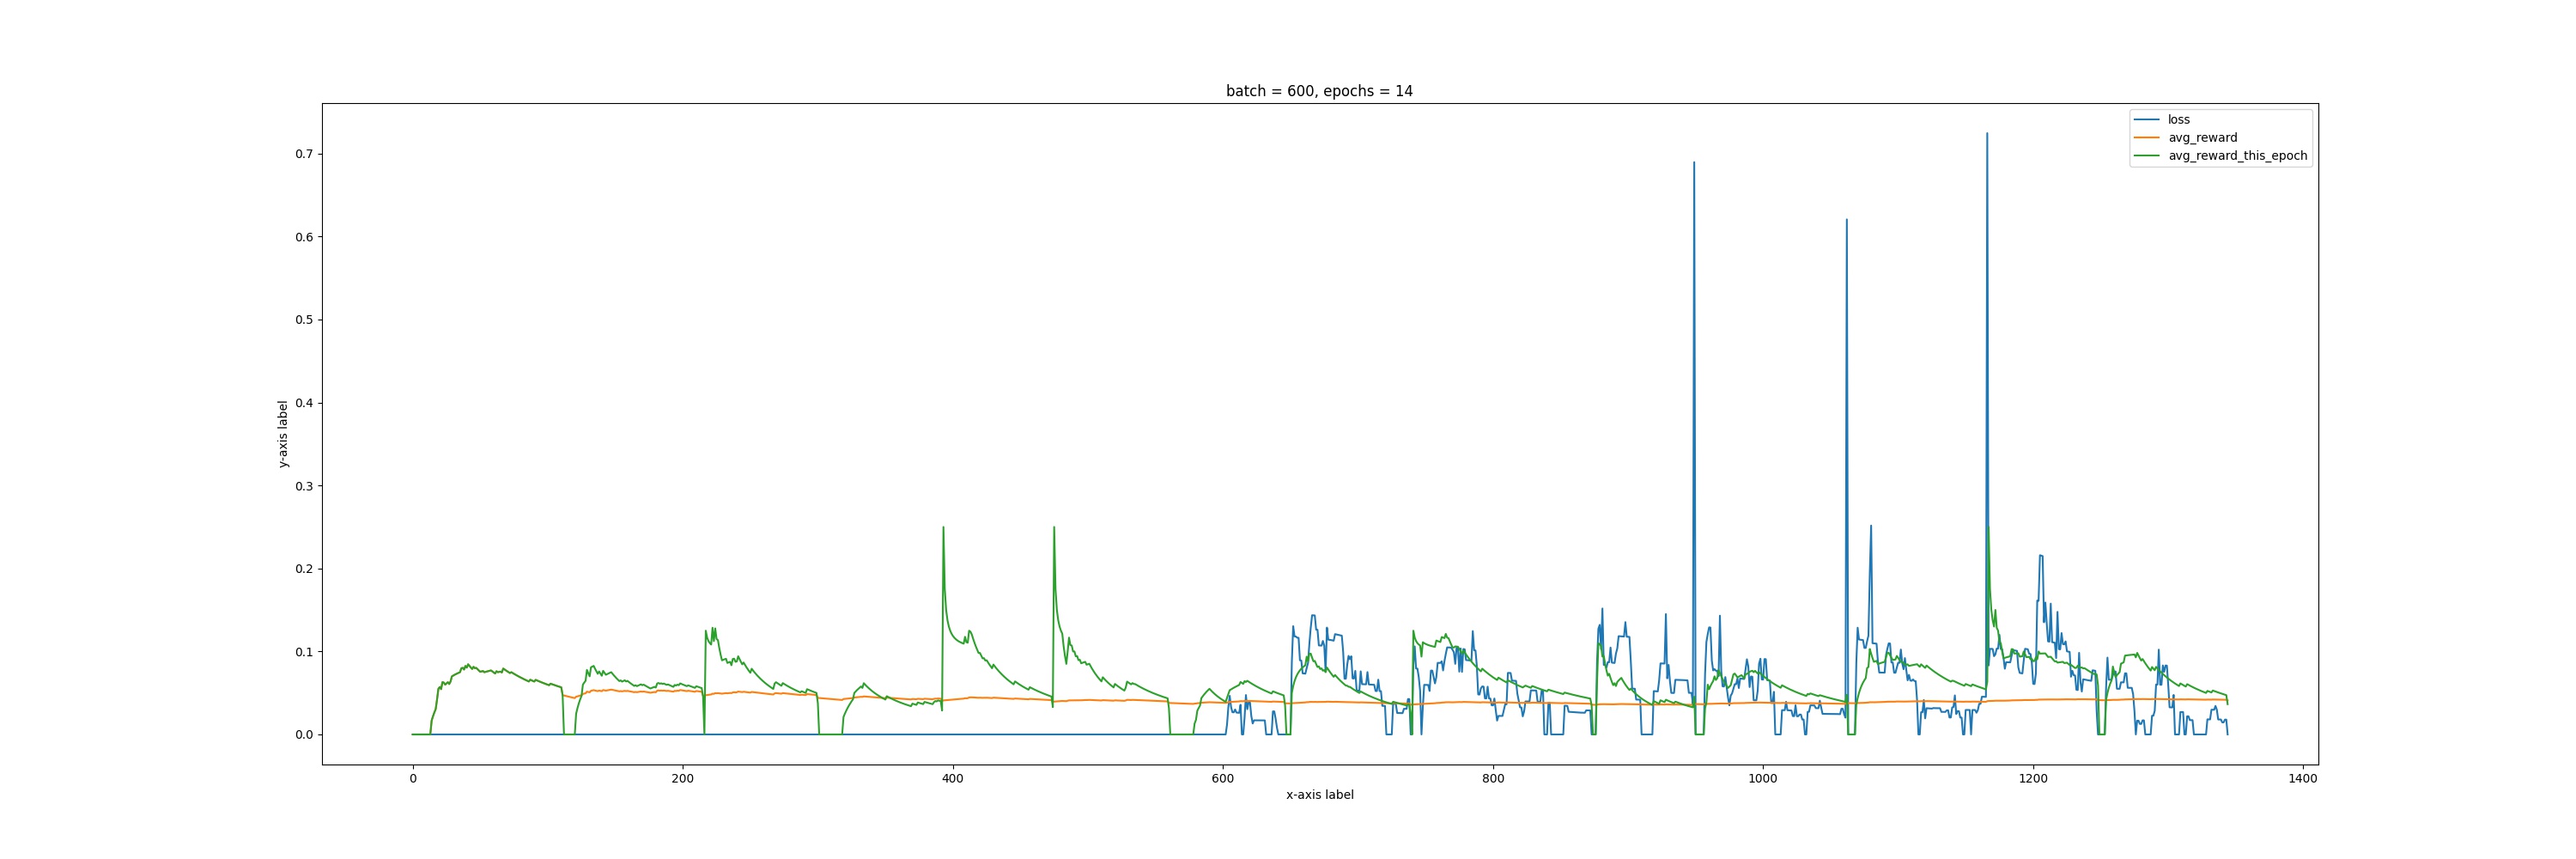 batch = 600, epochs = 14
loss
avg_reward
avg_reward_this_epoch
0.7
0.6
0.5
0.4
0.3
0.2
0.1
0.0
y-axis label
0 200 400 600 800 1000 1200 1400
x-axis label